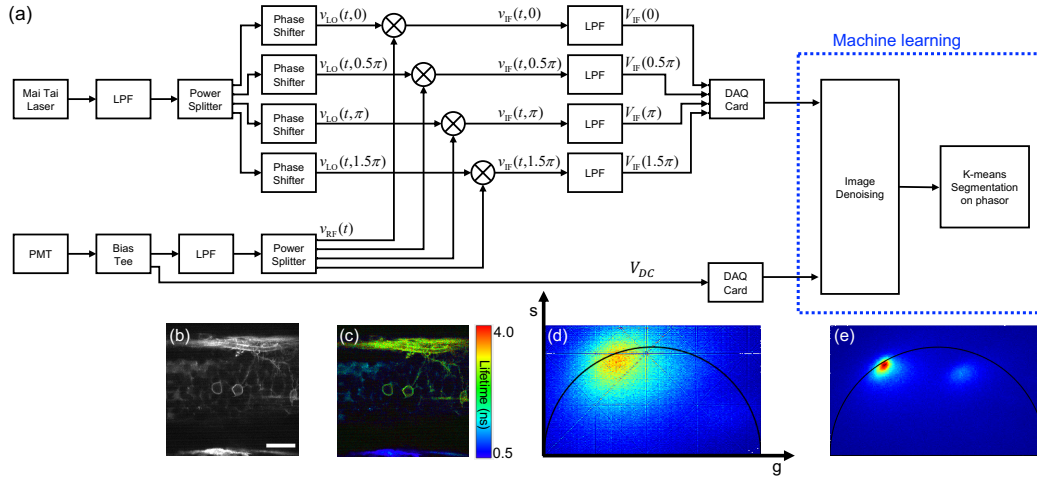 (a)
Machine learning
Mai Tai
Laser
LPF
Power
Splitter
Phase
Shifter
v_LO(t,0)
v_IF(t,0)
LPF
V_IF(0)
Phase
Shifter
v_LO(t,0.5π)
v_IF(t,0.5π)
LPF
V_IF(0.5π)
Phase
Shifter
v_LO(t,π)
v_IF(t,π)
LPF
V_IF(π)
Phase
Shifter
v_LO(t,1.5π)
v_IF(t,1.5π)
LPF
V_IF(1.5π)
DAQ
Card
Image
Denoising
K-means
Segmentation
on phasor
PMT
Bias
Tee
LPF
Power
Splitter
v_RF(t)
V_DC
DAQ
Card
(b)
(c)
4.0
Lifetime (ns)
0.5
s
(d)
g
(e)